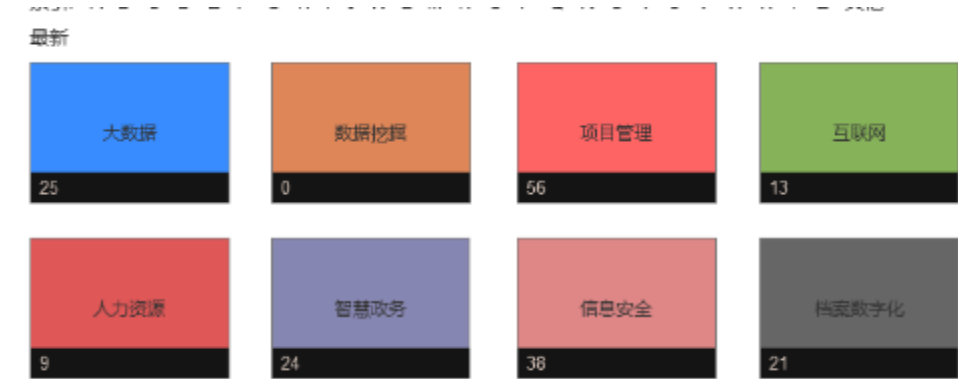 最新
大数据
数据挖掘
项目管理
互联网
25
0
56
13
人力资源
智慧政务
信息安全
档案数字化
9
24
38
21